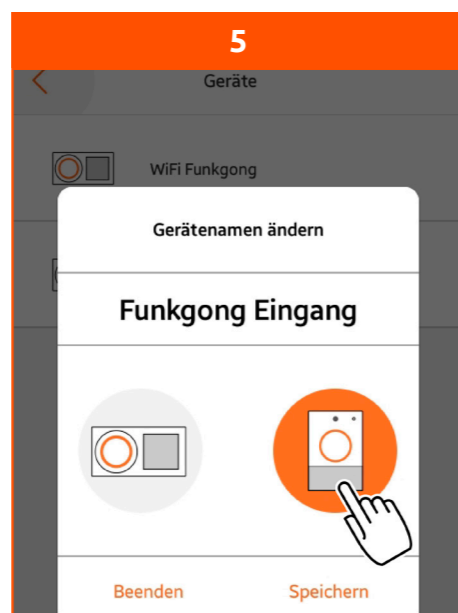 5
Geräte
WiFi Funkgong
Gerätenamen ändern
Funkgong Eingang
Beenden Speichern